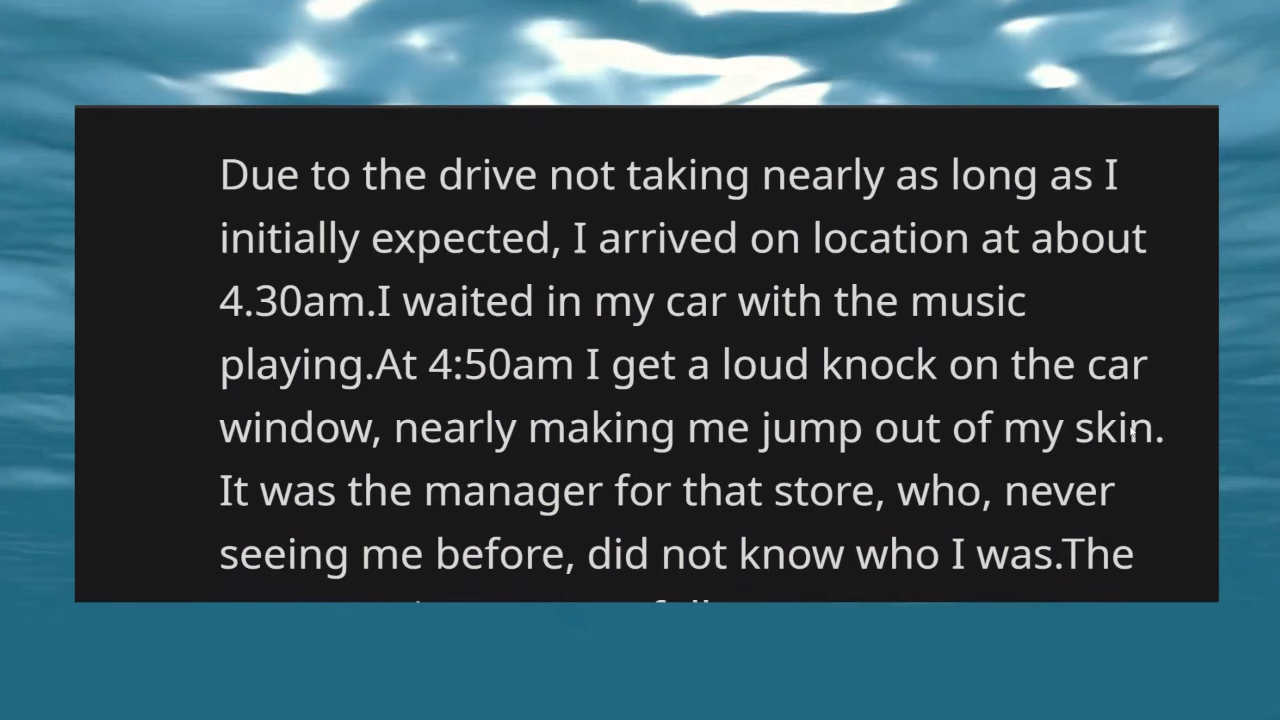 Due to the drive not taking nearly as long as I
initially expected, I arrived on location at about
4.30am.I waited in my car with the music
playing.At 4:50am I get a loud knock on the car
window, nearly making me jump out of my skin.
It was the manager for that store, who, never
seeing me before, did not know who I was.The